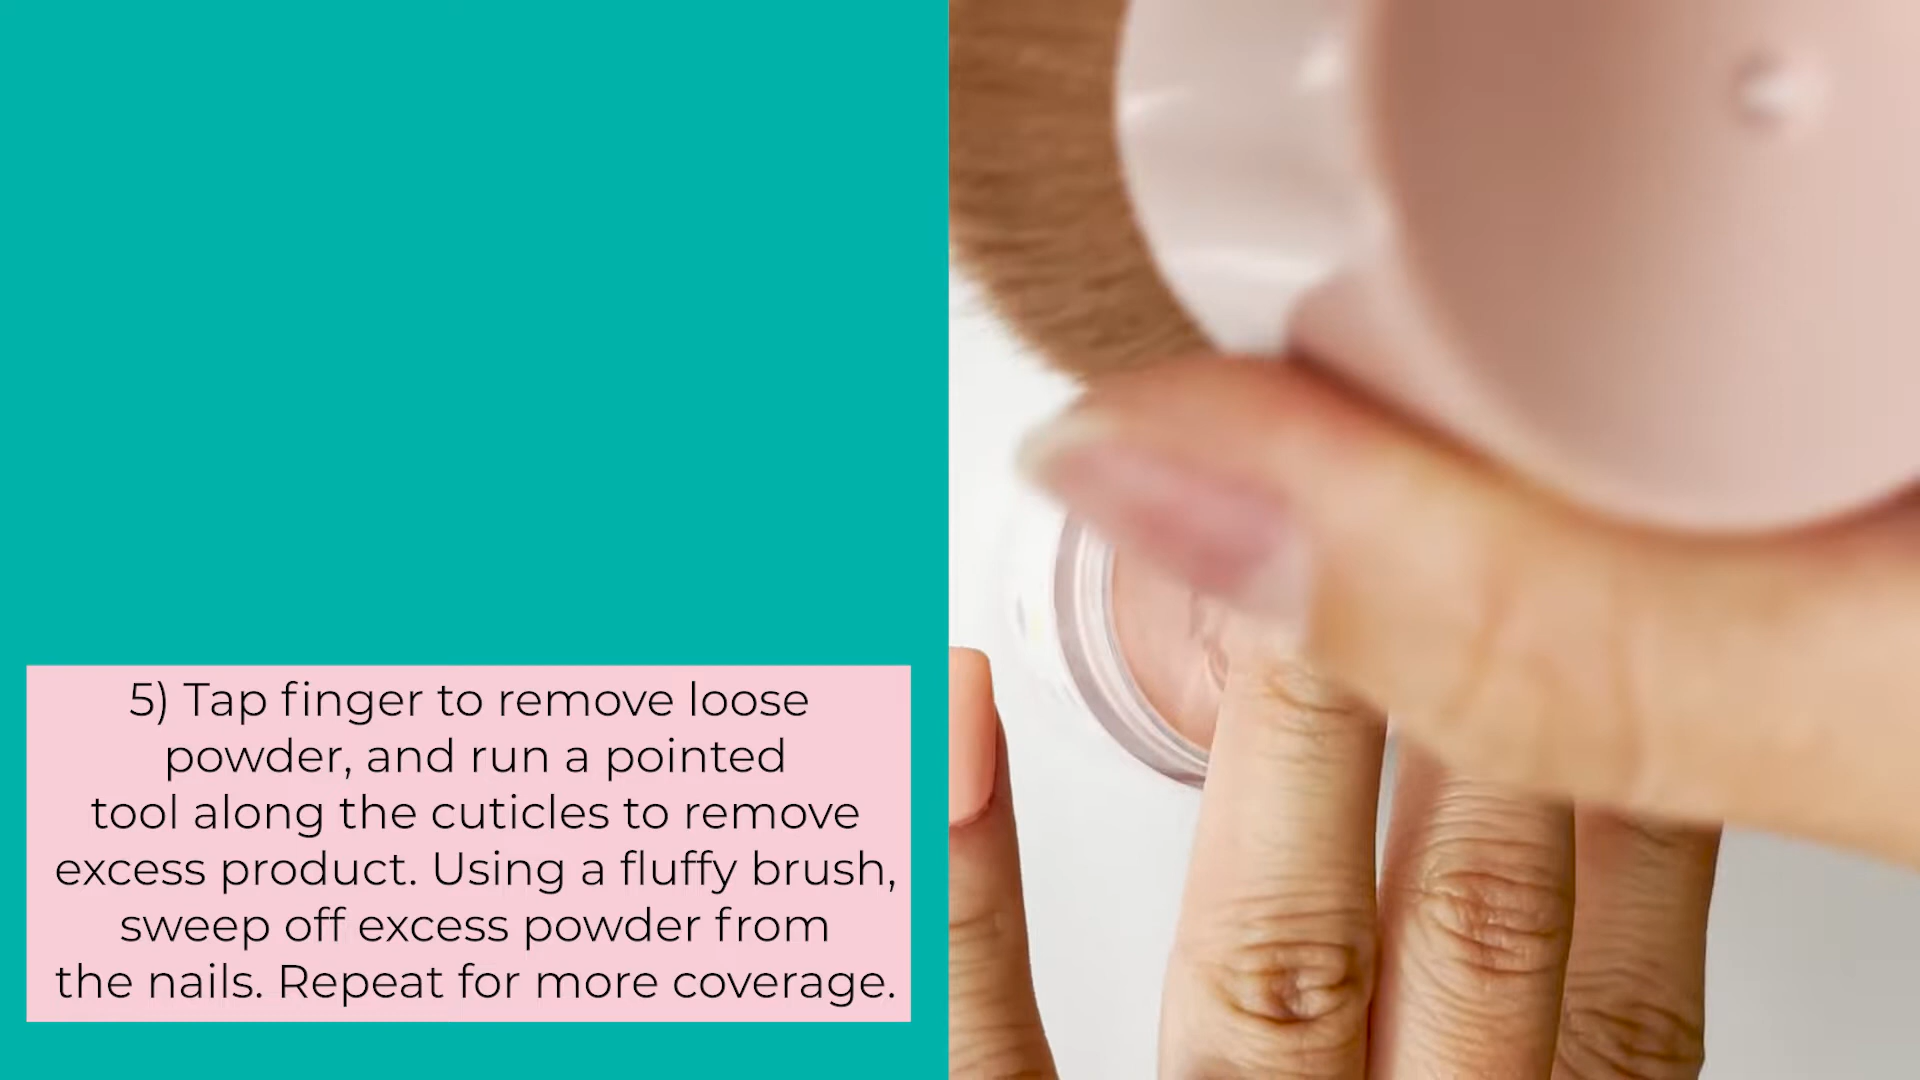 5) Tap finger to remove loose
powder, and run a pointed
tool along the cuticles to remove
excess product. Using a fluffy brush,
sweep off excess powder from
the nails. Repeat for more coverage.